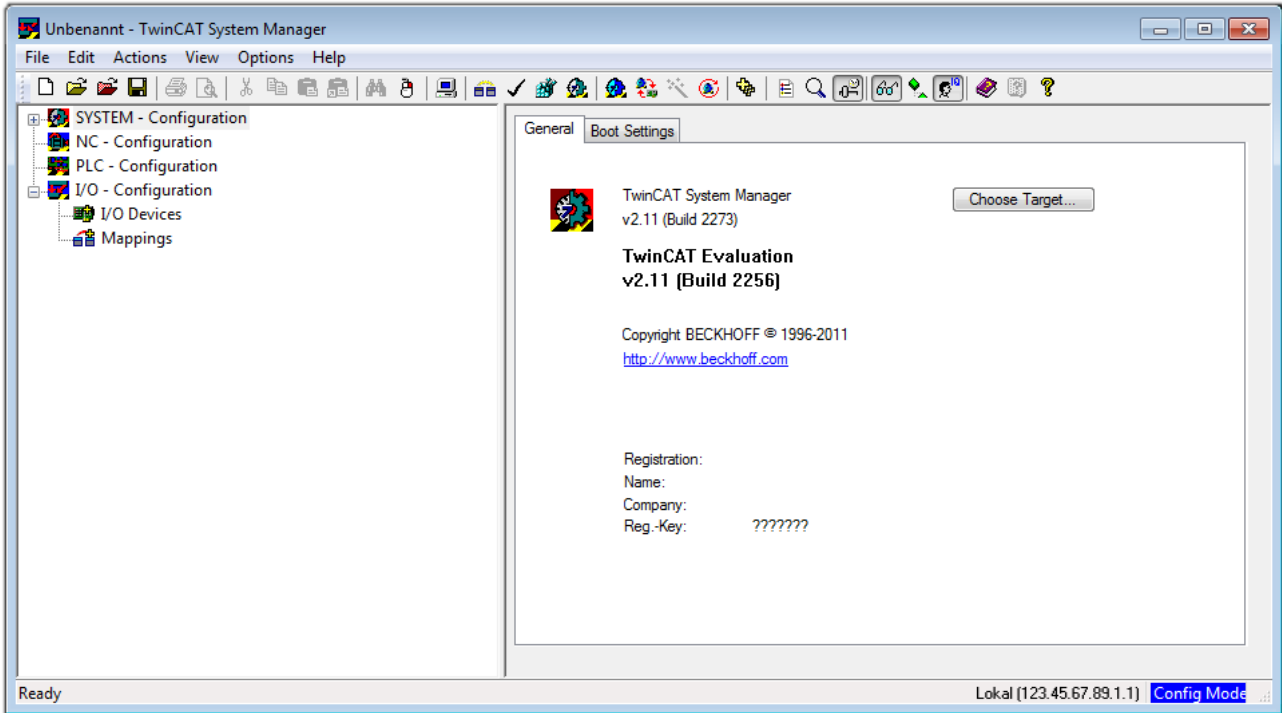 Unbenannt - TwinCAT System Manager
File Edit Actions View Options Help
SYSTEM - Configuration
NC - Configuration
PLC - Configuration
I/O - Configuration
I/O Devices
Mappings
General Boot Settings
TwinCAT System Manager
v2.11 (Build 2273)
Choose Target...
TwinCAT Evaluation
v2.11 (Build 2256)
Copyright BECKHOFF © 1996-2011
http://www.beckhoff.com
Registration:
Name:
Company:
Reg.-Key: ???????
Ready Lokal (123.45.67.89.1.1) Config Mode